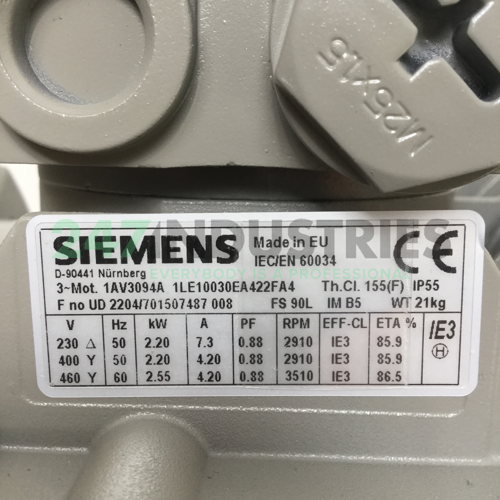 M25x1.5
247INDUSTRIES
EVERYBODY IS A CUSTOMER
SIEMENS Made in EU CE
D-90441 Nürnberg IEC/EN 60034
3~Mot. 1AV3094A 1LE10030EA422FA4 Th.Cl. 155(F) IP55
F no UD 2204/701507487 008 FS 90L IM B5 WT 21kg
V Hz kW A PF RPM EFF-CL ETA % IE3
230 Δ 50 2.20 7.3 0.88 2910 IE3 85.9 H
400 Y 50 2.20 4.20 0.88 2910 IE3 85.9
460 Y 60 2.55 4.20 0.88 3510 IE3 86.5